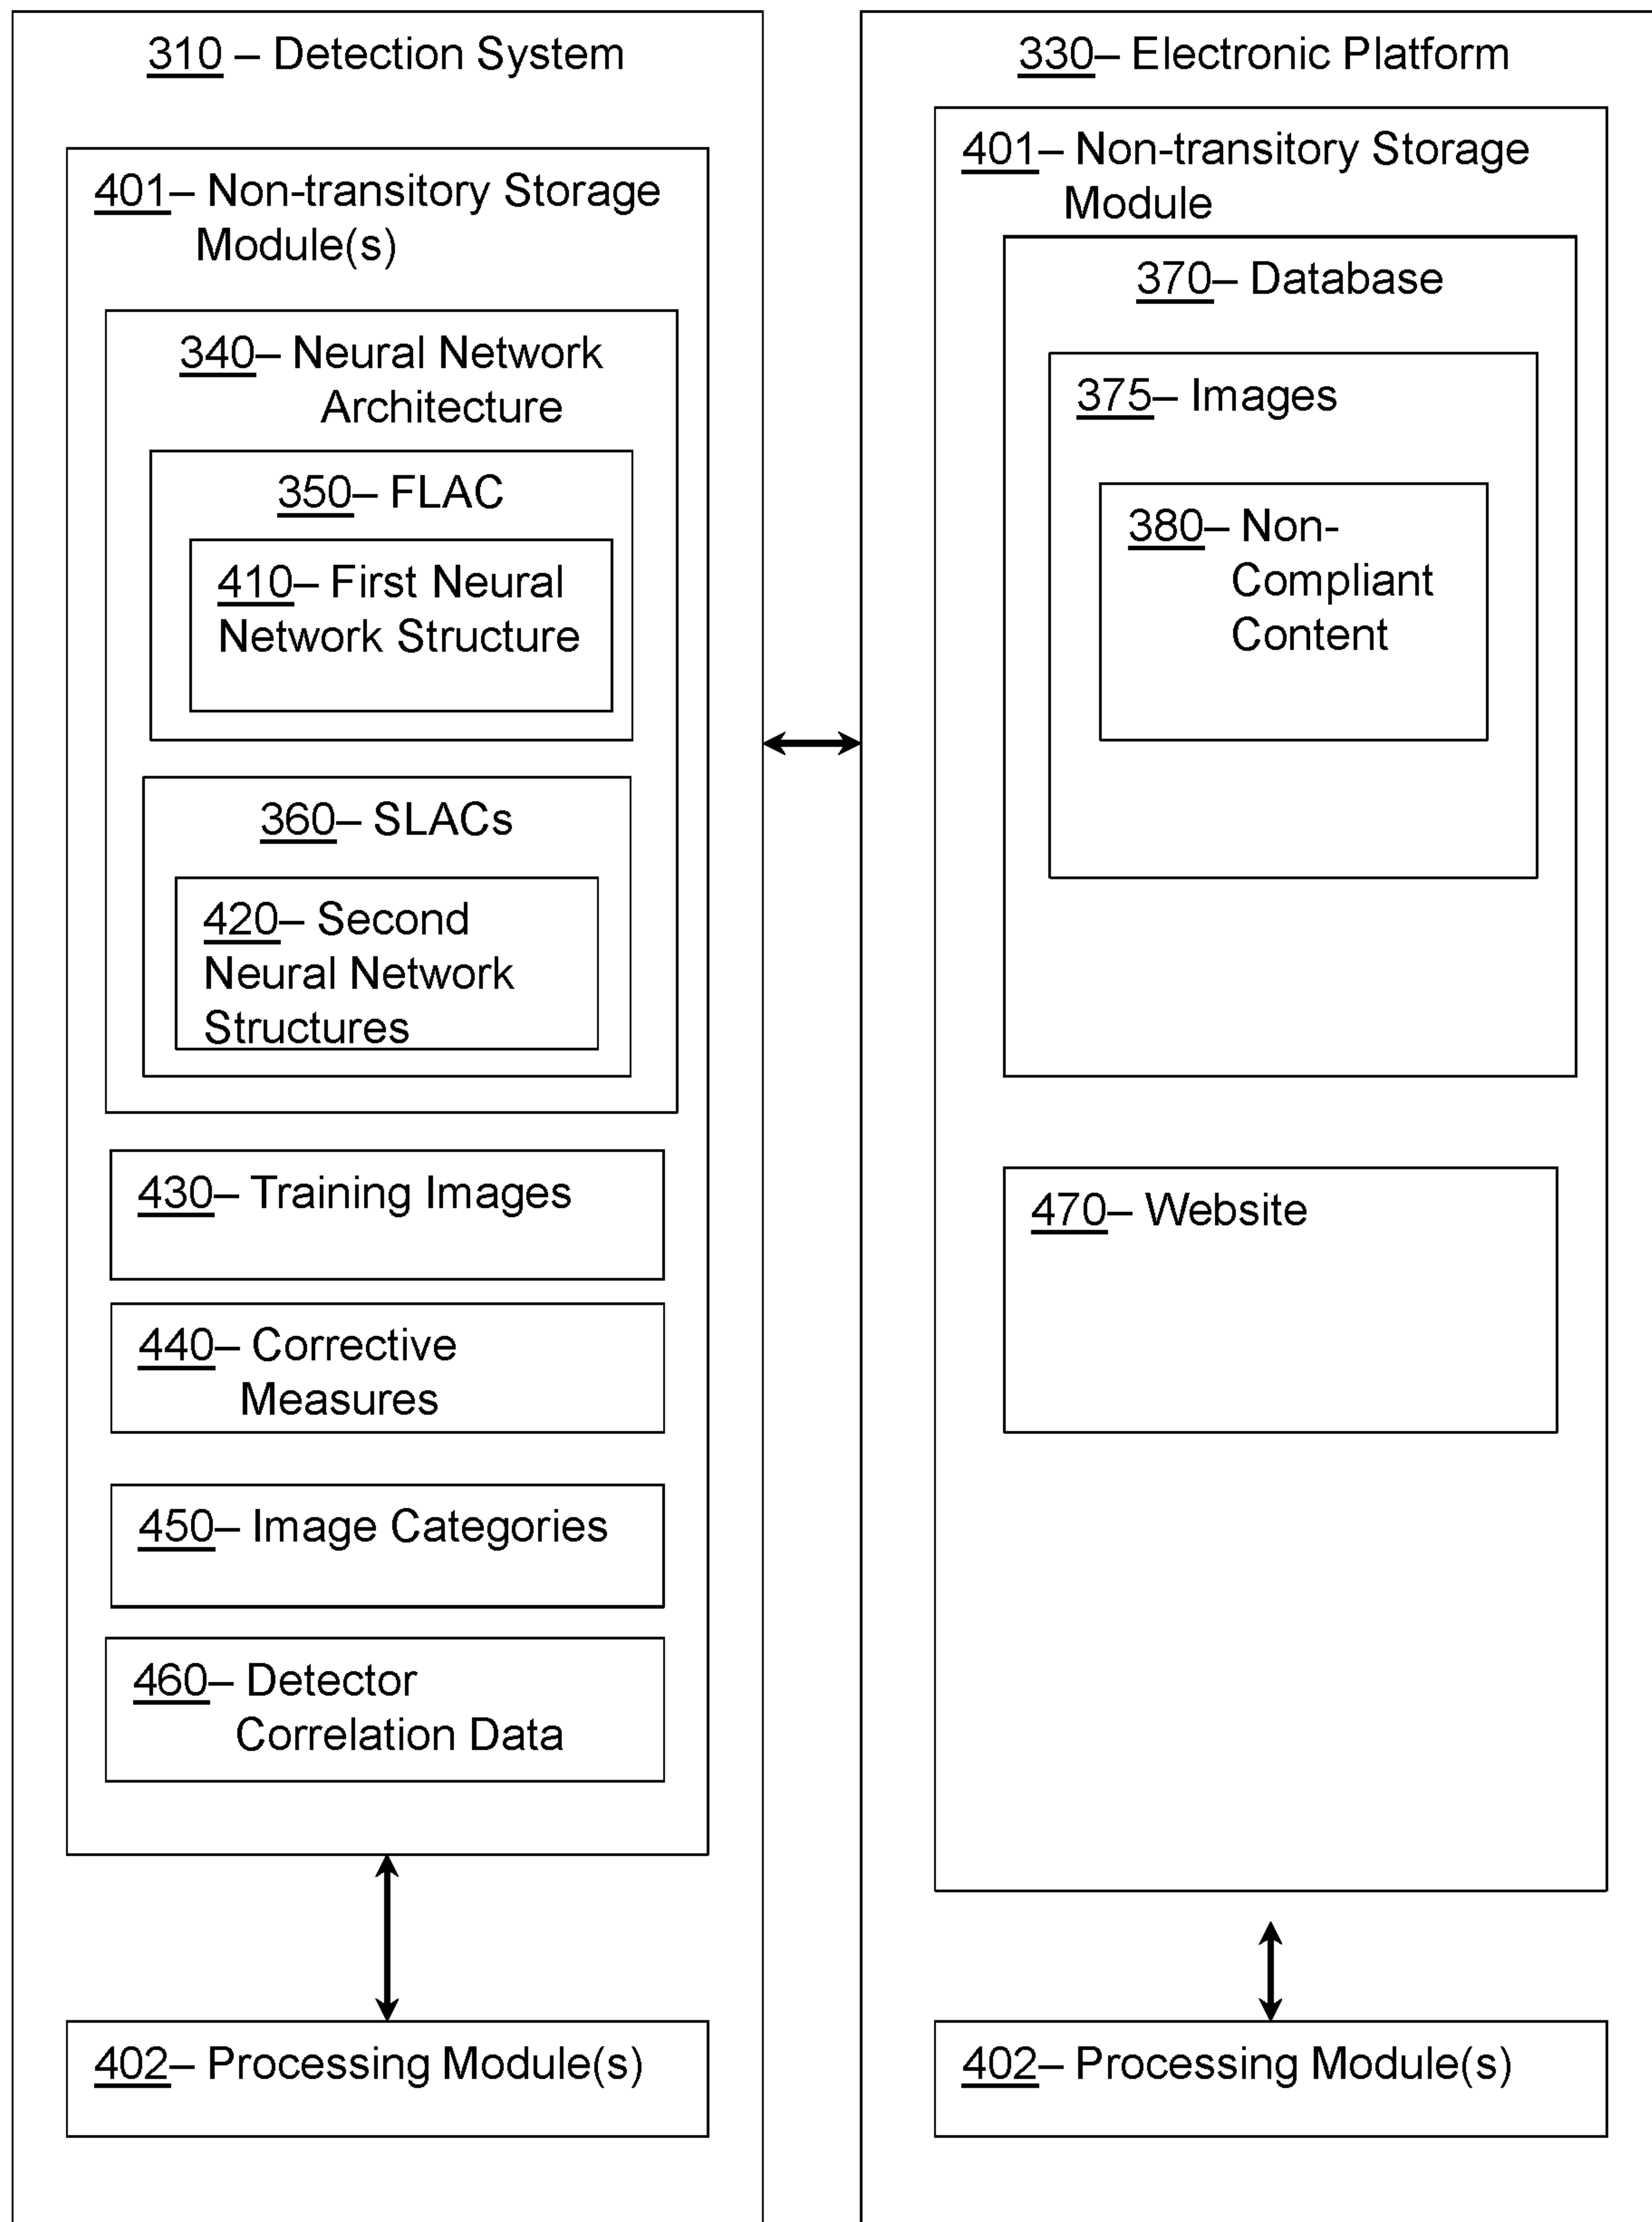 310 – Detection System
401– Non-transitory Storage
Module(s)
340– Neural Network
Architecture
350– FLAC
410– First Neural
Network Structure
360– SLACs
420– Second
Neural Network
Structures
430– Training Images
440– Corrective
Measures
450– Image Categories
460– Detector
Correlation Data
402– Processing Module(s)
330– Electronic Platform
401– Non-transitory Storage
Module
370– Database
375– Images
380– Non-
Compliant
Content
470– Website
402– Processing Module(s)